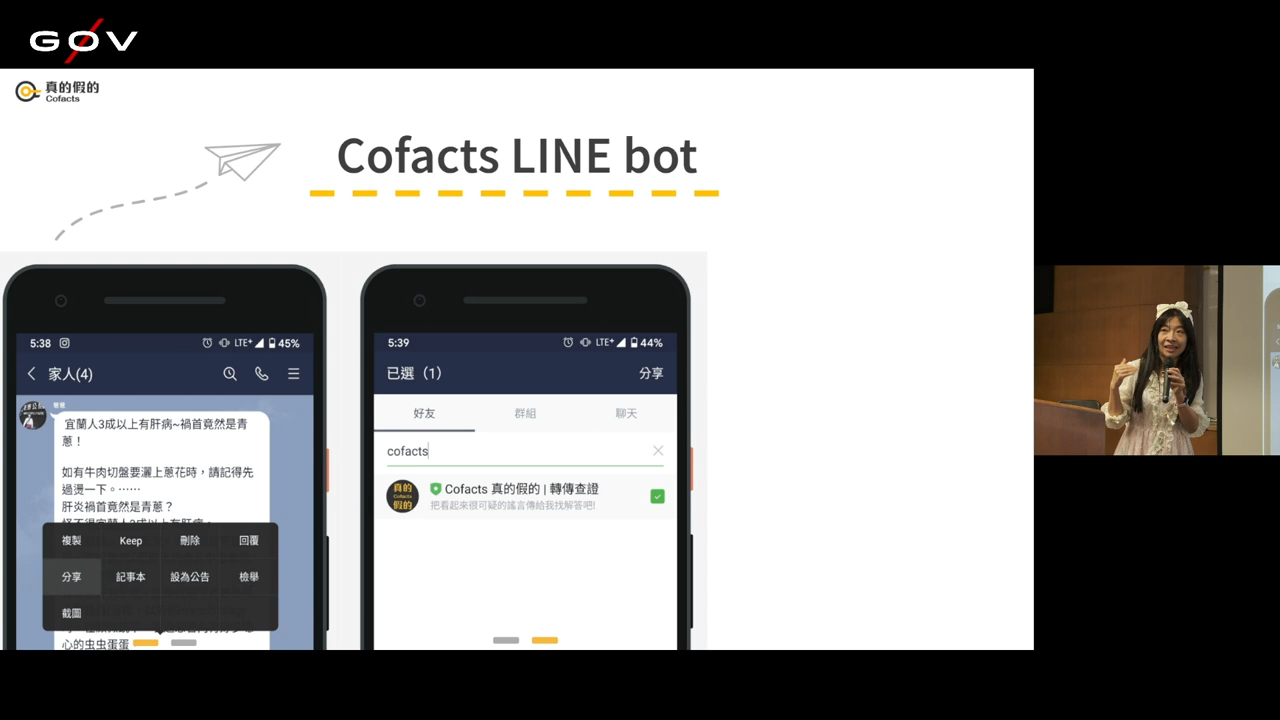 GØV
真的假的
Cofacts
Cofacts LINE bot
5:38
LTE+
45%
家人(4)
爸爸
宜蘭人3成以上有肝病~禍首竟然是青
蔥！
如有牛肉切盤要灑上蔥花時，請記得先
過燙一下。……
肝炎禍首竟然是青蔥？
複製
Keep
刪除
回覆
分享
記事本
設為公告
檢舉
截圖
心的虫虫蛋蛋
5:39
LTE+
44%
已選（1）
分享
好友
群組
聊天
cofacts
真的
Cofacts
假的
Cofacts 真的假的 | 轉傳查證
把看起來很可疑的謠言傳給我找解答吧!